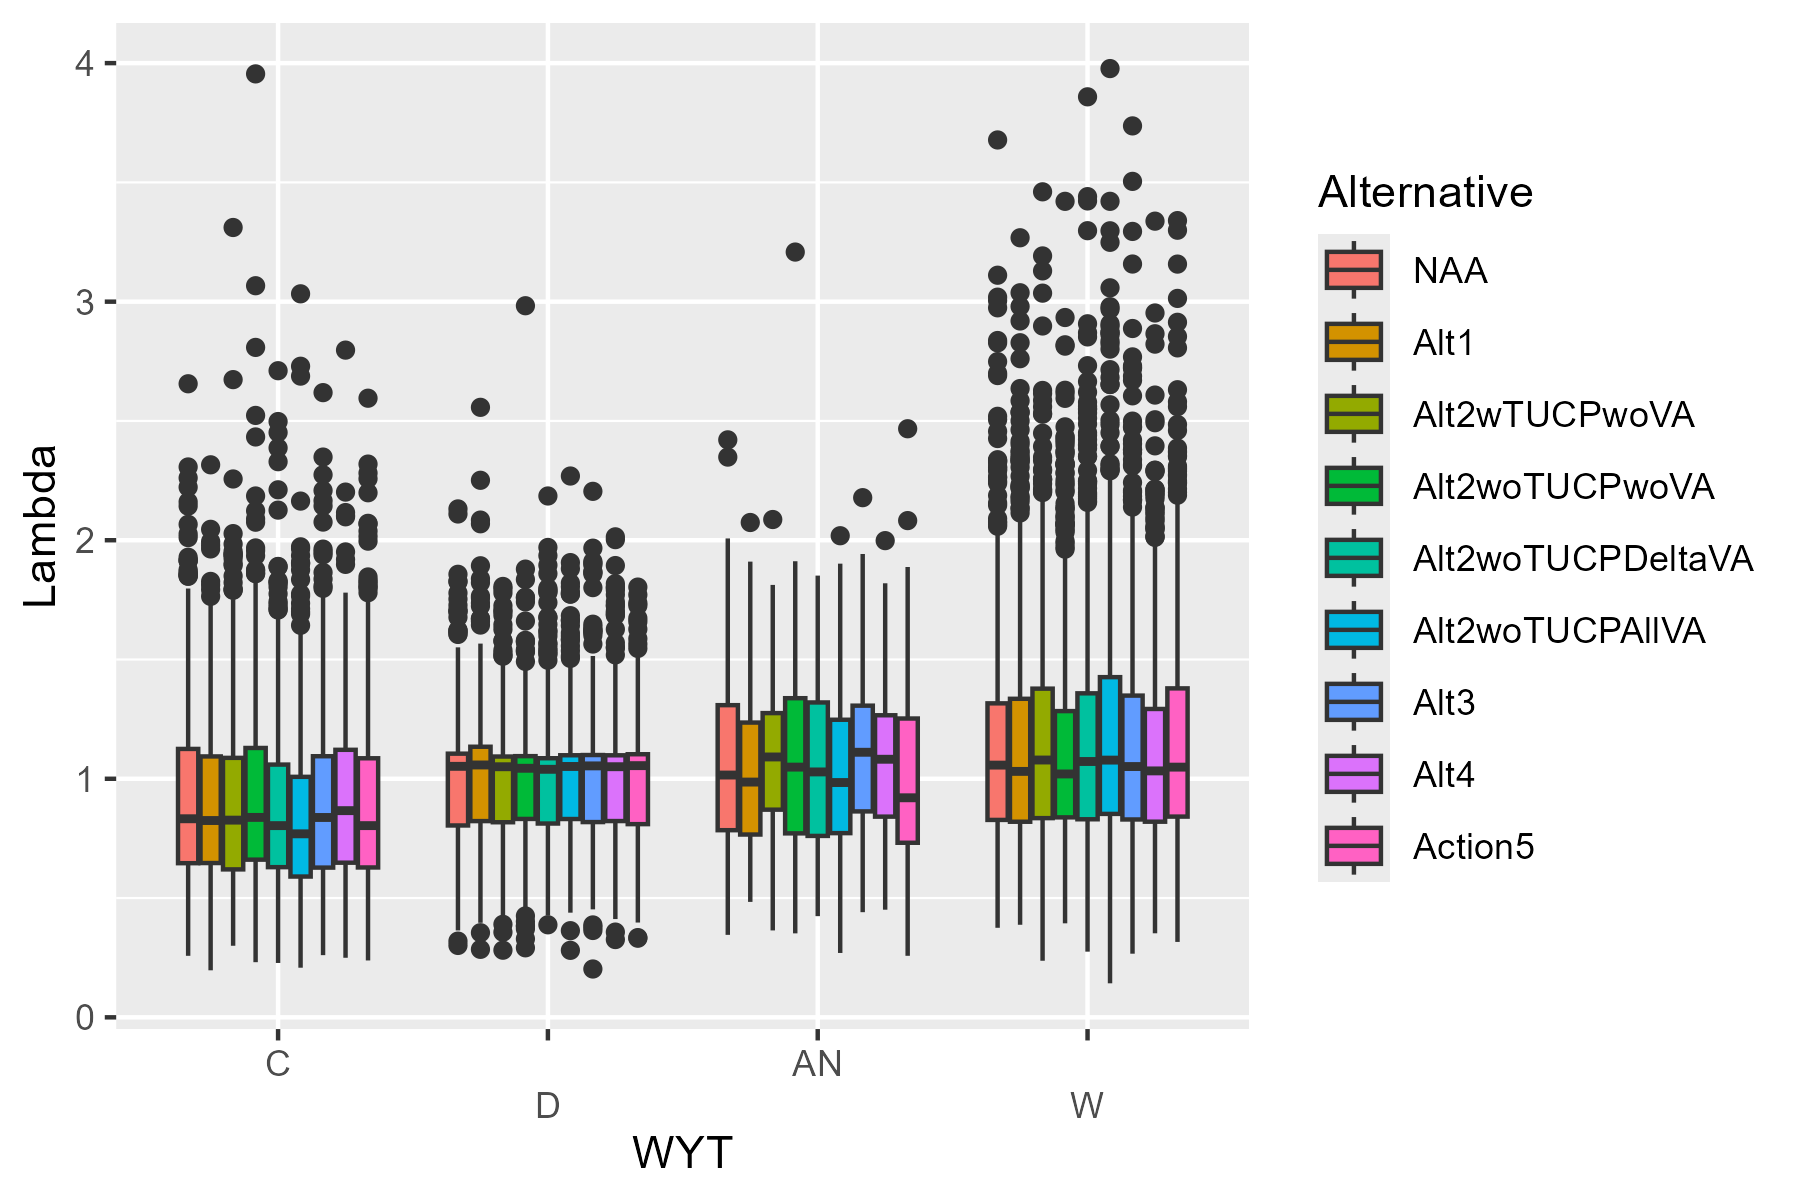 Lambda
4
3
2
1
0
C
D
AN
W
WYT
Alternative
NAA
Alt1
Alt2wTUCPwoVA
Alt2woTUCPwoVA
Alt2woTUCPDeltaVA
Alt2woTUCPAllVA
Alt3
Alt4
Action5